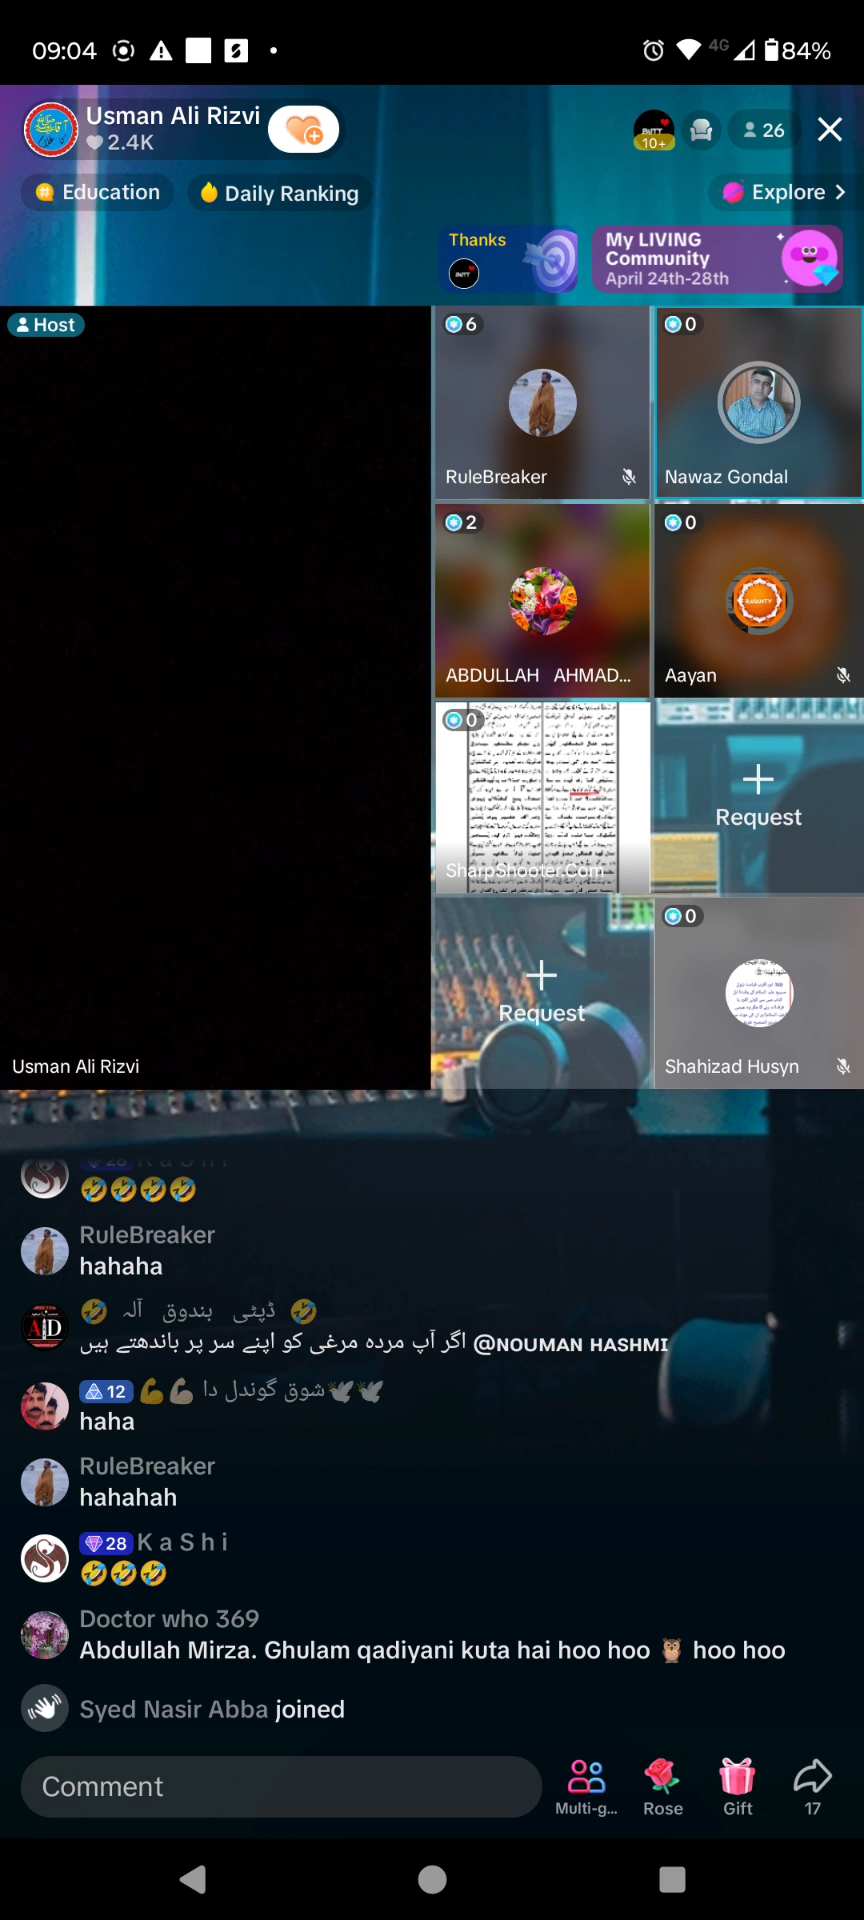 09:04
4G
84%
Usman Ali Rizvi
2.4K
10+
26
Education
Daily Ranking
Explore
Thanks
My LIVING
Community
April 24th-28th
Host
6
0
RuleBreaker
Nawaz Gondal
2
0
ABDULLAH AHMAD...
Aayan
0
Request
SharpShooter.Com
Request
0
Usman Ali Rizvi
Shahizad Husyn
🤣🤣🤣🤣
RuleBreaker
hahaha
🤣 ڈپٹی بندوق آلہ 🤣
@NOUMAN HASHMI اگر آپ مردہ مرغی کو اپنے سر پر باندھتے ہیں
12 💪💪 شوق گوندل دا 🕊️🕊️
haha
RuleBreaker
hahahah
28 K a S h i
🤣🤣🤣
Doctor who 369
Abdullah Mirza. Ghulam qadiyani kuta hai hoo hoo 🦉 hoo hoo
Syed Nasir Abba joined
Comment
Multi-g...
Rose
Gift
17